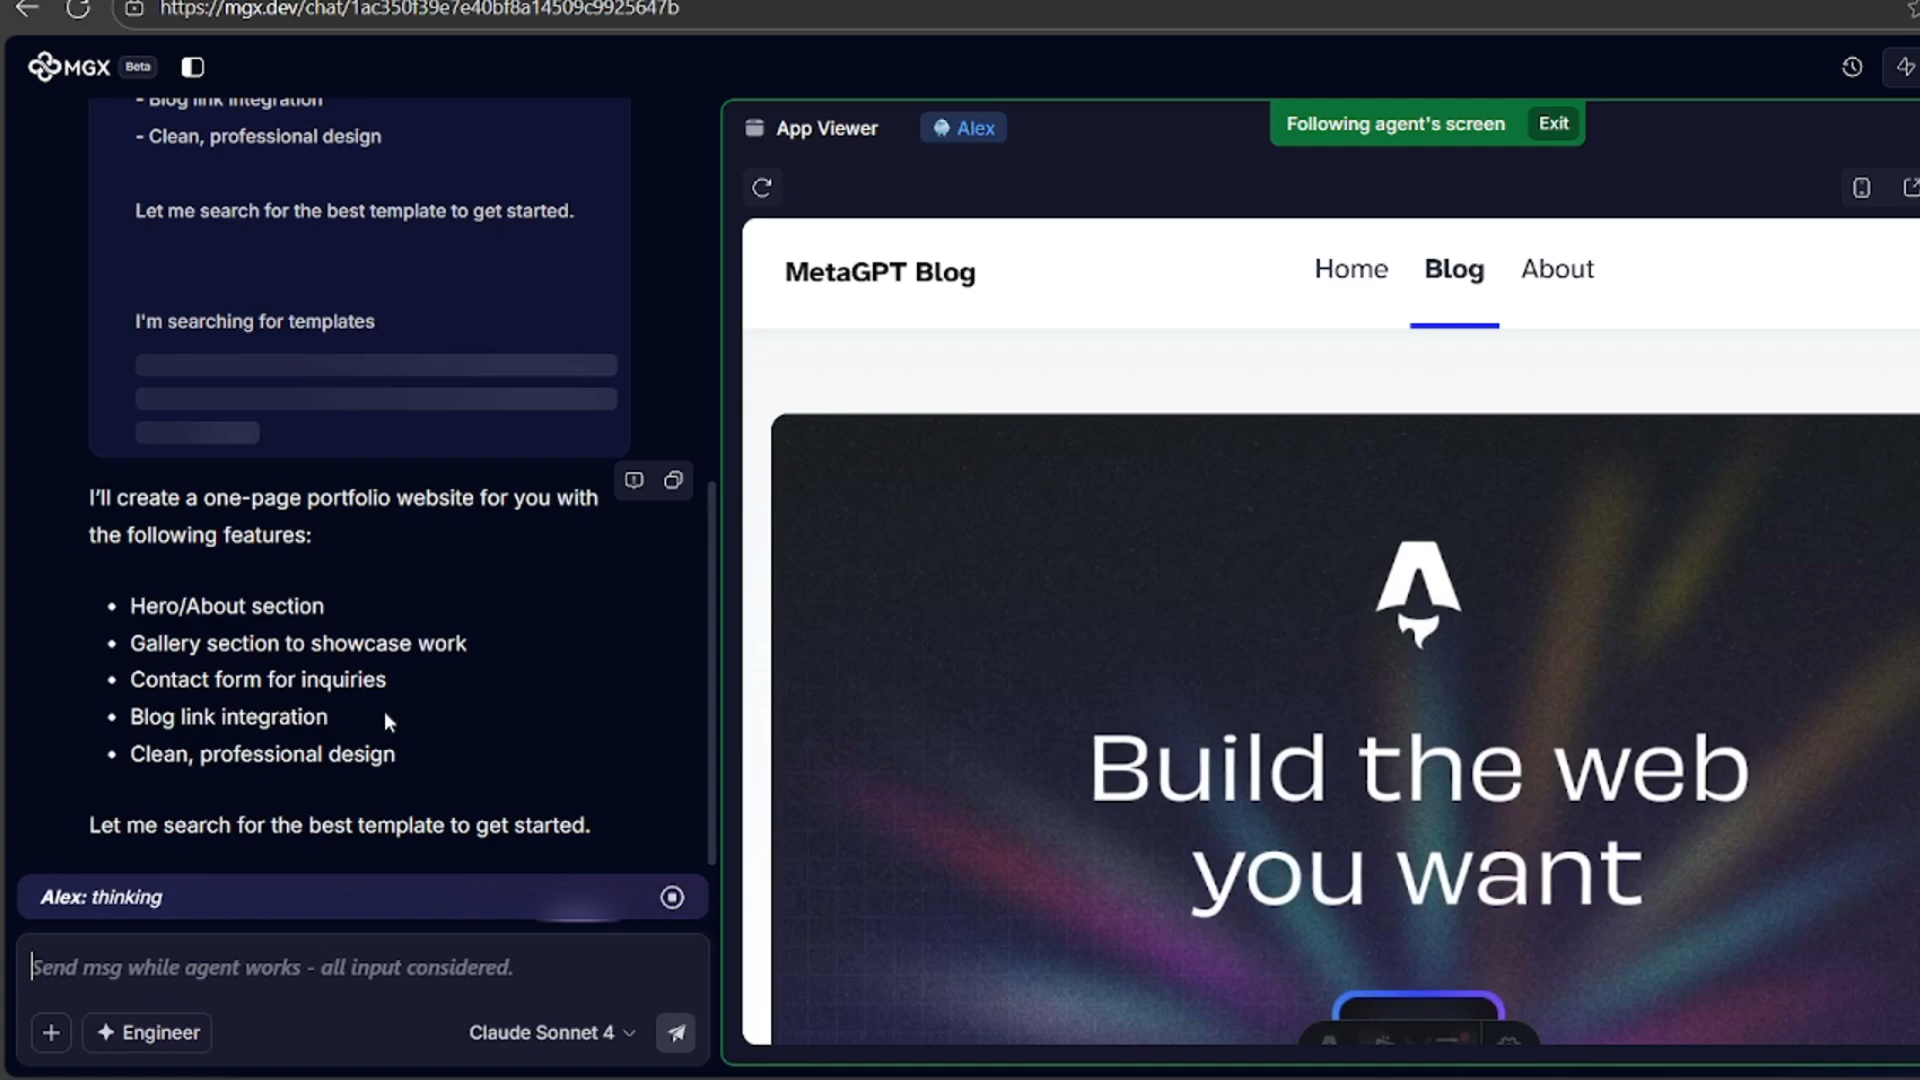 https://mgx.dev/chat/1ac350f39e7e40bf8a14509c9925647b
MGX Beta
- Blog link integration
- Clean, professional design
Let me search for the best template to get started.
I'm searching for templates
I'll create a one-page portfolio website for you with
the following features:
• Hero/About section
• Gallery section to showcase work
• Contact form for inquiries
• Blog link integration
• Clean, professional design
Let me search for the best template to get started.
Alex: thinking
Send msg while agent works - all input considered.
Engineer
Claude Sonnet 4
App Viewer
Alex
Following agent's screen Exit
MetaGPT Blog
Home Blog About
Build the web
you want